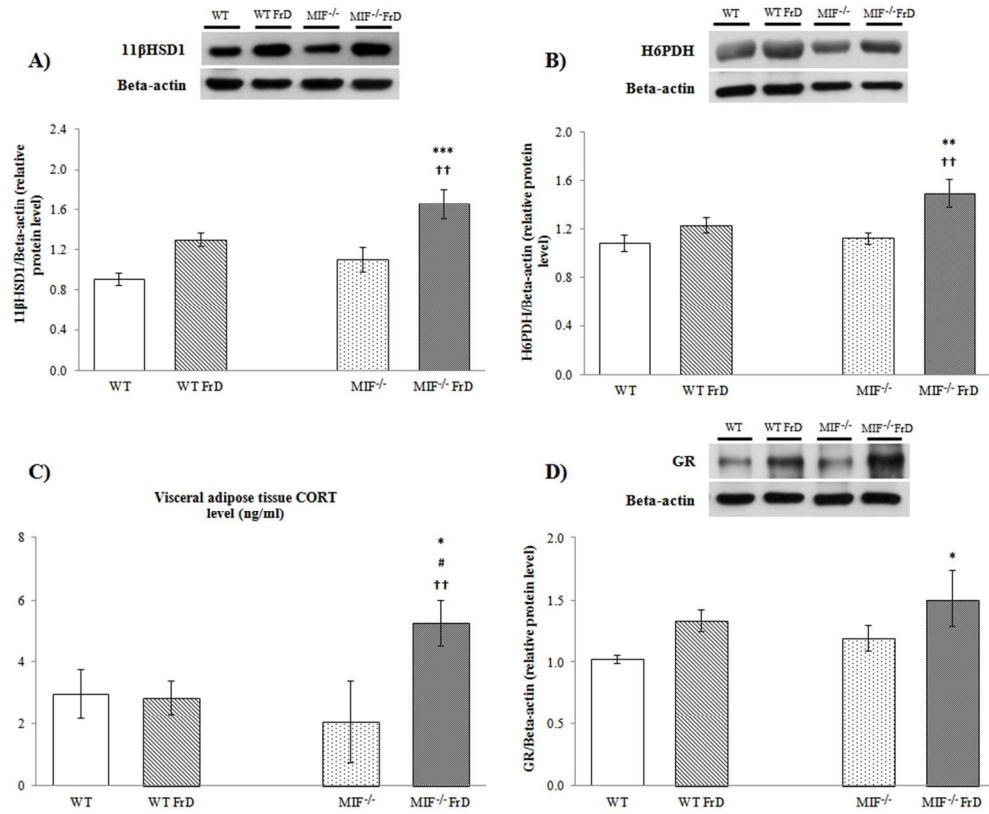 A)
WT WT FrD MIF-/- MIF-/-FrD
11βHSD1
Beta-actin
11βHSD1/Beta-actin (relative
protein level)
2.4
2.0
1.6
1.2
0.8
0.4
0.0
***
††
WT WT FrD MIF-/- MIF-/- FrD
B)
WT WT FrD MIF-/- MIF-/-FrD
H6PDH
Beta-actin
H6PDH/Beta-actin (relative protein
level)
2.0
1.6
1.2
0.8
0.4
0.0
**
††
WT WT FrD MIF-/- MIF-/- FrD
C)
Visceral adipose tissue CORT
level (ng/ml)
8
6
4
2
0
*
#
††
WT WT FrD MIF-/- MIF-/- FrD
D)
WT WT FrD MIF-/- MIF-/-FrD
GR
Beta-actin
GR/Beta-actin (relative protein level)
2.0
1.5
1.0
0.5
0.0
*
WT WT FrD MIF-/- MIF-/- FrD